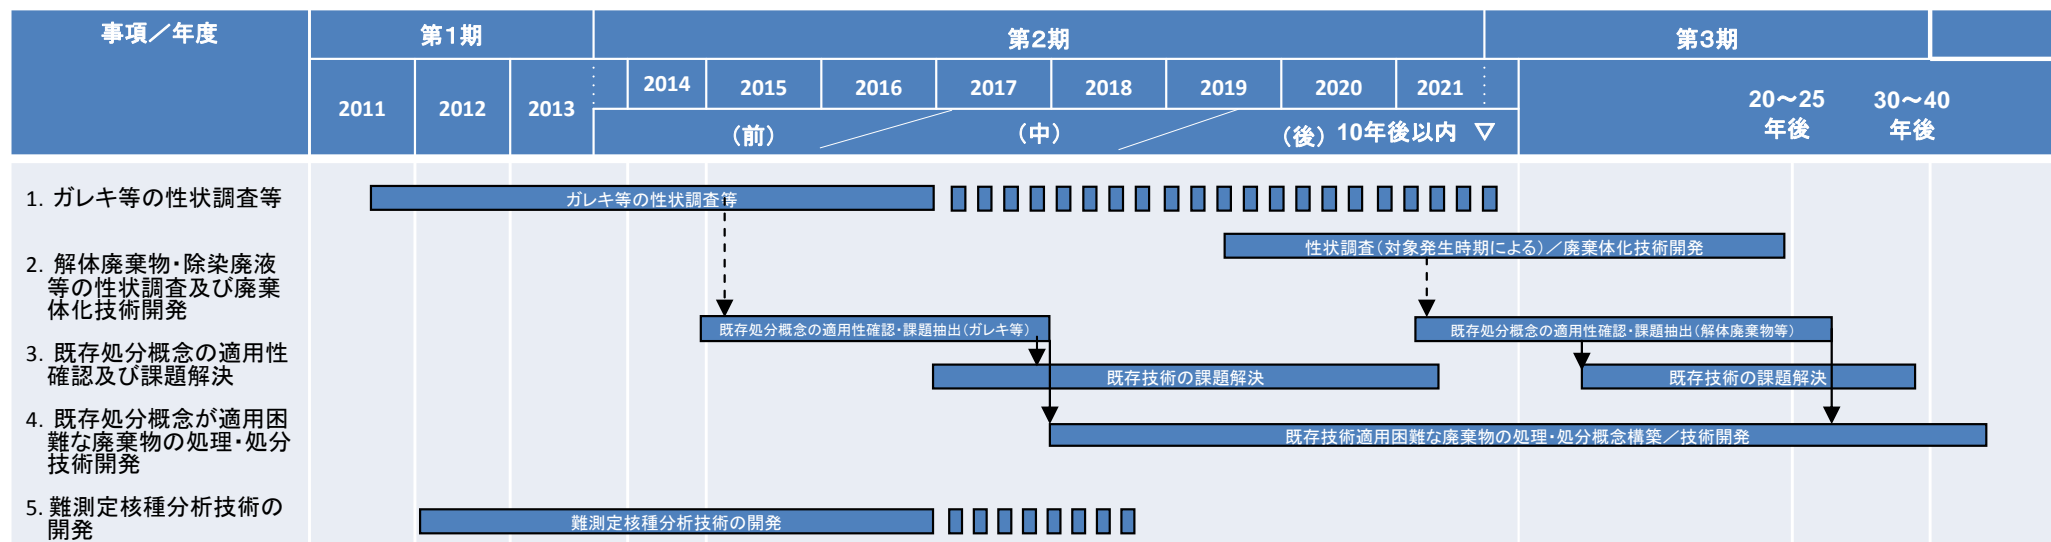 事項／年度
第1期
第2期
第3期
2011
2012
2013
2014
2015
2016
2017
2018
2019
2020
2021
20～25
年後
30～40
年後
（前）
（中）
（後）
10年後以内 ▽
1. ガレキ等の性状調査等
ガレキ等の性状調査等
性状調査（対象発生時期による）／廃棄体化技術開発
2. 解体廃棄物・除染廃液
等の性状調査及び廃棄
体化技術開発
既存処分概念の適用性確認・課題抽出（ガレキ等）
既存処分概念の適用性確認・課題抽出（解体廃棄物等）
3. 既存処分概念の適用性
確認及び課題解決
既存技術の課題解決
既存技術の課題解決
4. 既存処分概念が適用困
難な廃棄物の処理・処分
技術開発
既存技術適用困難な廃棄物の処理・処分概念構築／技術開発
5. 難測定核種分析技術の
開発
難測定核種分析技術の開発